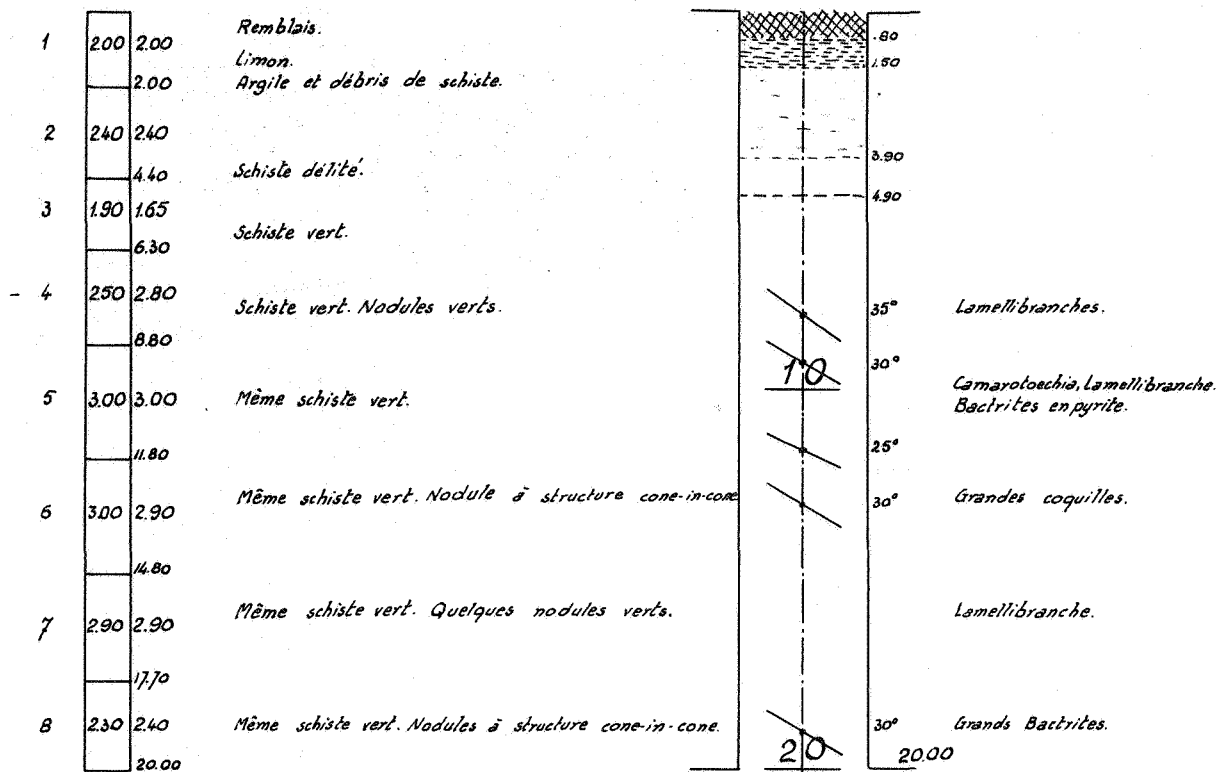 Remblais.
1 2.00 2.00 .80
Limon. 1.50
2.00 Argile et débris de schiste.
2 2.40 2.40
3.90
4.40 Schiste délité.
4.90
3 1.90 1.65
Schiste vert.
6.30
4 2.50 2.80 Schiste vert. Nodules verts. 35° Lamellibranches.
8.80
30°
10
Camarotoechia, Lamellibranche.
5 3.00 3.00 Même schiste vert. Bactrites en pyrite.
11.80 25°
Même schiste vert. Nodule à structure cone-in-cone 30° Grandes coquilles.
6 3.00 2.90
14.80
Même schiste vert. Quelques nodules verts. Lamellibranche.
7 2.90 2.90
17.70
8 2.30 2.40 Même schiste vert. Nodules à structure cone-in-cone. 30° Grands Bactrites.
20.00 20 20.00